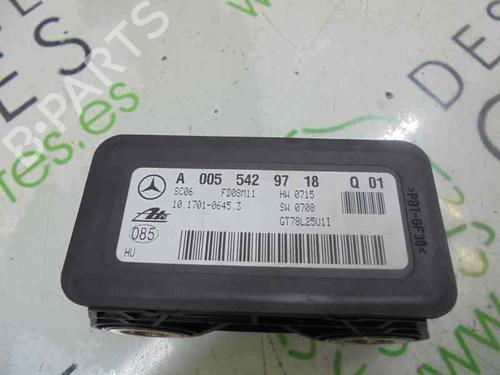 A 005 542 97 18 Q 01
SC06 FD08M11 HW 0715
10.1701-0645.3 SW 0708
Ate GT78L25U1I
085
HU
>PBT-GF30<
B-PARTS